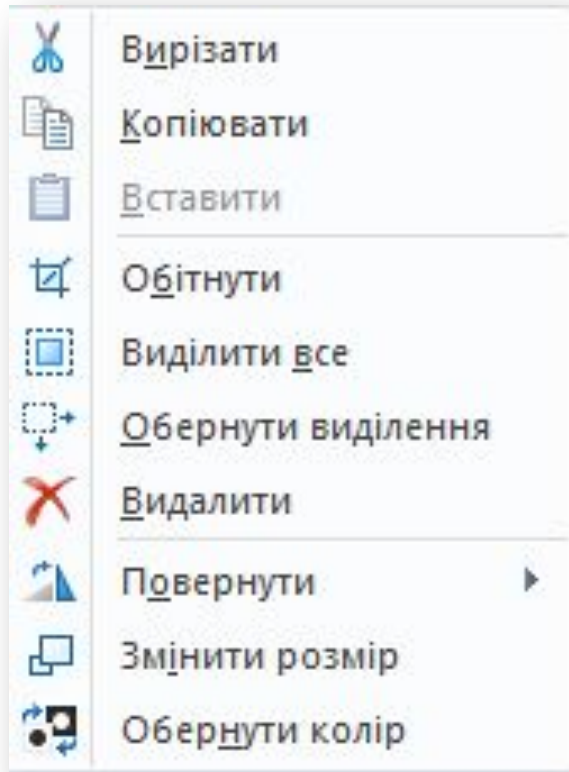 Вирізати
Копіювати
Вставити
Обітнути
Виділити все
Обернути виділення
Видалити
Повернути
Змінити розмір
Обернути колір